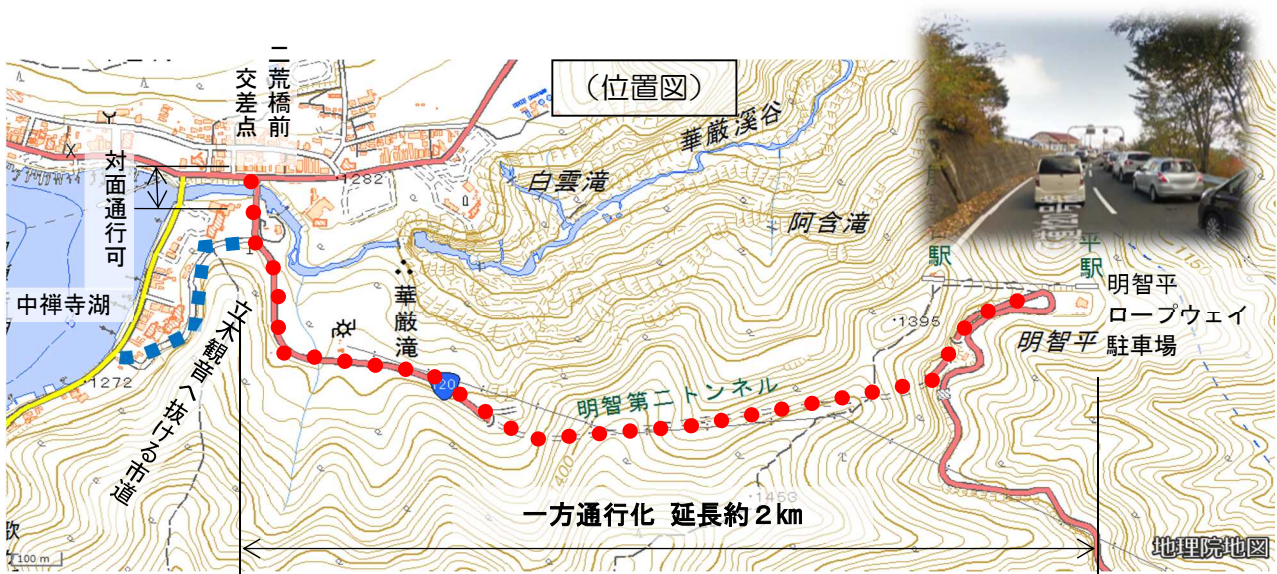 (位置図)
二荒橋前
交差点
対面通行可
・1282
白雲滝
華厳渓谷
阿含滝
駅
平駅
明智平
ロープウェイ
駐車場
中禅寺湖
華厳滝
・1395
明智平
・1272
立木観音へ抜ける市道
120
明智第二トンネル
400
・1453
一方通行化 延長約2km
歌
100 m
地理院地図